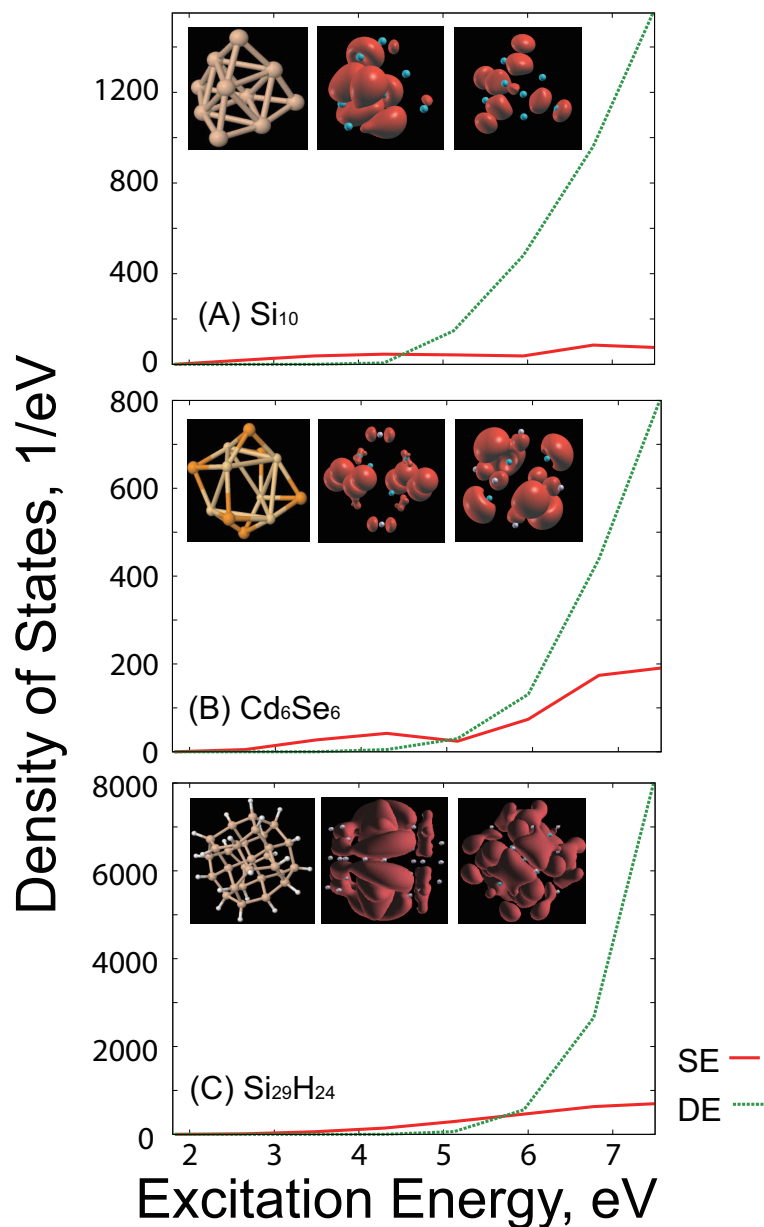 Density of States, 1/eV
1200
800
400
0
(A) Si₁₀
800
600
400
200
0
(B) Cd₆Se₆
8000
6000
4000
2000
0
(C) Si₂₉H₂₄
SE
DE
2 3 4 5 6 7
Excitation Energy, eV